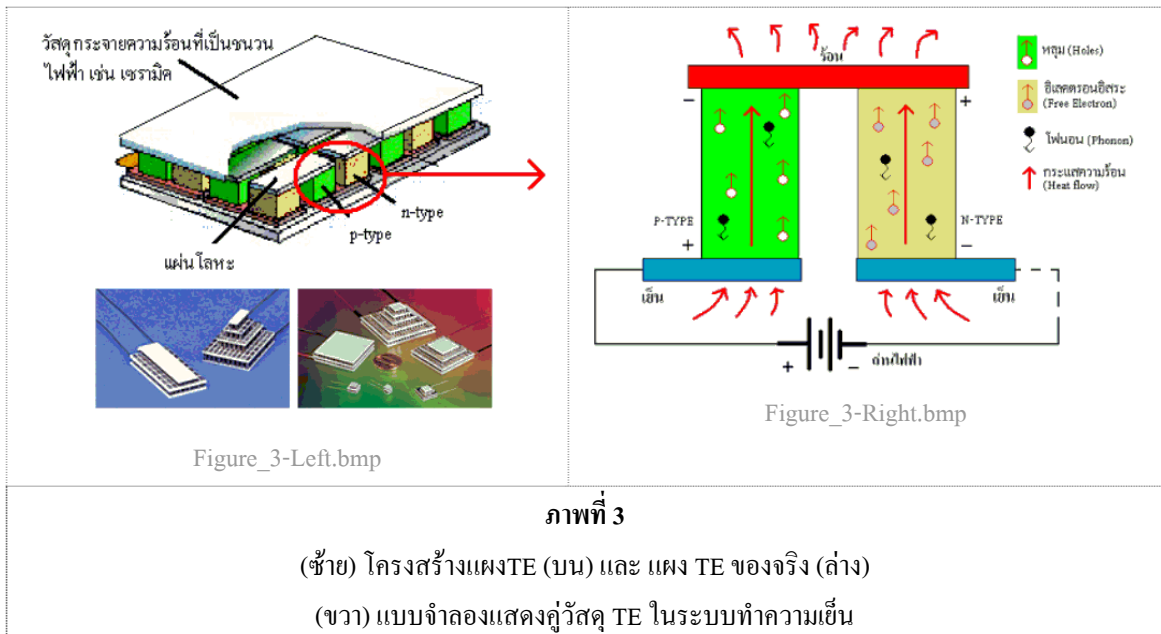 วัสดุกระจายความร้อนที่เป็นฉนวน
ไฟฟ้า เช่น เซรามิค
n-type
p-type
แผ่นโลหะ
Figure_3-Left.bmp
ร้อน
- +
P-TYPE
+
N-TYPE
-
เย็น
เย็น
+ -
ถ่านไฟฟ้า
หลุม (Holes)
อิเลคตรอนอิสระ
(Free Electron)
โฟนอน (Phonon)
กระแสความร้อน
(Heat flow)
Figure_3-Right.bmp
ภาพที่ 3
(ซ้าย) โครงสร้างแผงTE (บน) และ แผง TE ของจริง (ล่าง)
(ขวา) แบบจำลองแสดงคู่วัสดุ TE ในระบบทำความเย็น